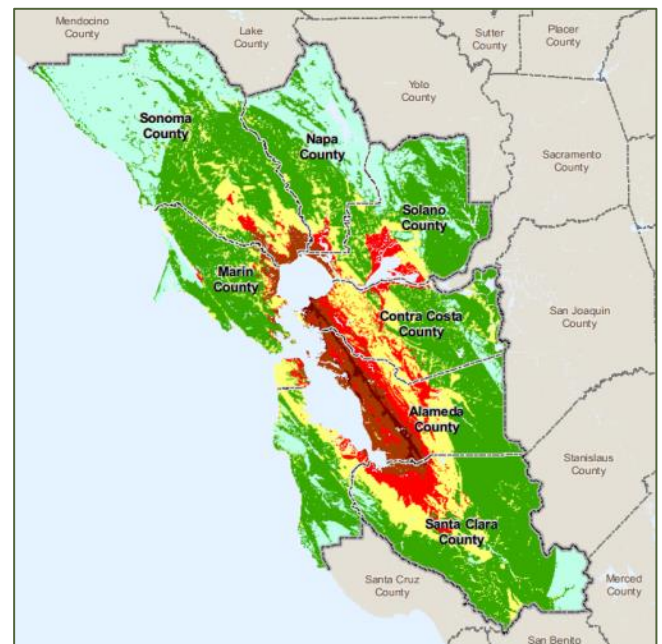 Mendocino
County
Lake
County
Sutter
County
Placer
County
Yolo
County
Sonoma
County
Napa
County
Sacramento
County
Solano
County
Marin
County
Contra Costa
County
San Joaquin
County
Alameda
County
Stanislaus
County
Santa Clara
County
Santa Cruz
County
Merced
County
San Benito